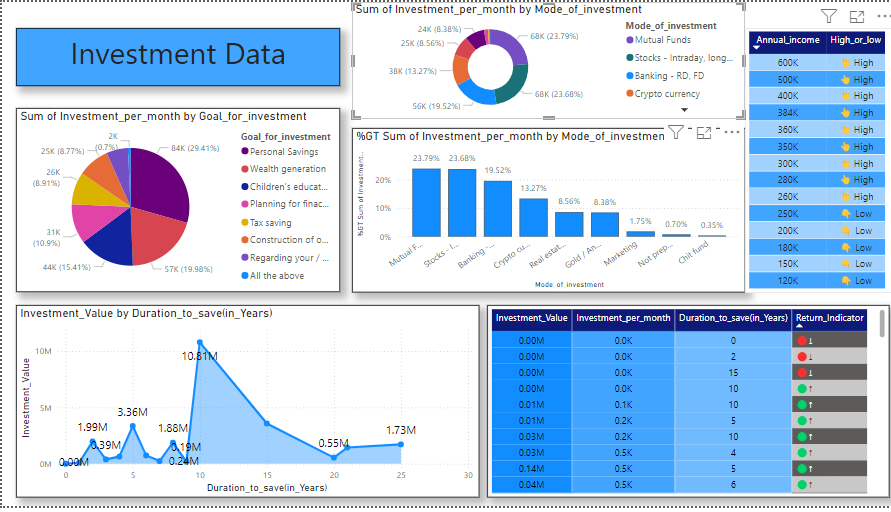 Investment Data
Sum of Investment_per_month by Mode_of_investment
24K (8.38%)
25K (8.56%)
38K (13.27%)
56K (19.52%)
68K (23.79%)
68K (23.68%)
Mode_of_investment
Mutual Funds
Stocks - Intraday, long...
Banking - RD, FD
Crypto currency
Annual_income High_or_low
600K High
500K High
400K High
384K High
360K High
350K High
300K High
280K High
260K High
250K Low
200K Low
180K Low
150K Low
120K Low
Sum of Investment_per_month by Goal_for_investment
2K
(0.7%)
25K (8.77%)
26K
(8.91%)
31K
(10.9%)
44K (15.41%)
84K (29.41%)
57K (19.98%)
Goal_for_investment
Personal Savings
Wealth generation
Children's educat...
Planning for finac...
Tax saving
Construction of o...
Regarding your / ...
All the above
%GT Sum of Investment_per_month by Mode_of_investmen
%GT Sum of Investment...
20%
0%
23.79%
23.68%
19.52%
13.27%
8.56%
8.38%
1.75%
0.70%
0.35%
Mutual F...
Stocks - I...
Banking -...
Crypto cu...
Real estat...
Gold / An...
Marketing
Not prep...
Chit fund
Mode_of_investment
Investment_Value by Duration_to_save(in_Years)
Investment_Value
10M
5M
0M
0.00M
1.99M
0.39M
3.36M
1.88M
0.24M
0.19M
10.81M
0.55M
1.73M
0 5 10 15 20 25 30
Duration_to_save(in_Years)
Investment_Value Investment_per_month Duration_to_save(in_Years) Return_Indicator
0.00M 0.0K 0 ↓
0.00M 0.0K 2 ↓
0.00M 0.0K 15 ↓
0.00M 0.0K 10 ↑
0.01M 0.1K 10 ↑
0.01M 0.2K 5 ↑
0.03M 0.2K 10 ↑
0.03M 0.5K 4 ↑
0.14M 0.5K 5 ↑
0.04M 0.5K 6 ↑